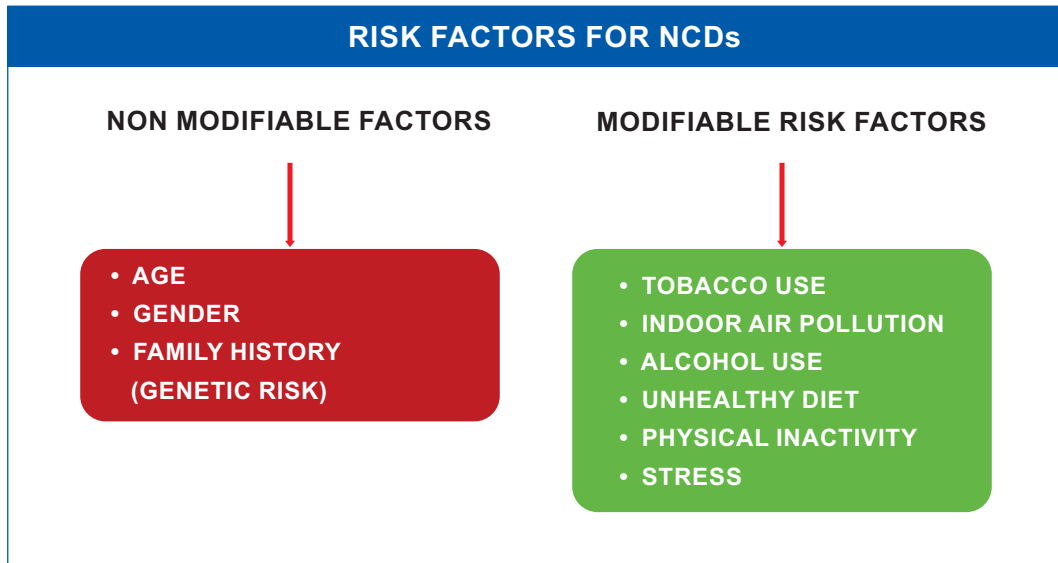 RISK FACTORS FOR NCDs
NON MODIFIABLE FACTORS
• AGE
• GENDER
• FAMILY HISTORY
(GENETIC RISK)
MODIFIABLE RISK FACTORS
• TOBACCO USE
• INDOOR AIR POLLUTION
• ALCOHOL USE
• UNHEALTHY DIET
• PHYSICAL INACTIVITY
• STRESS